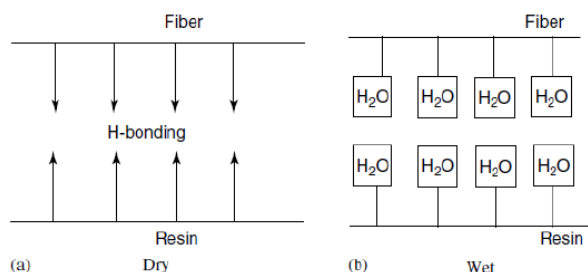 Fiber
H-bonding
Resin
(a) Dry
Fiber
H₂O H₂O H₂O H₂O
H₂O H₂O H₂O H₂O
Resin
(b) Wet